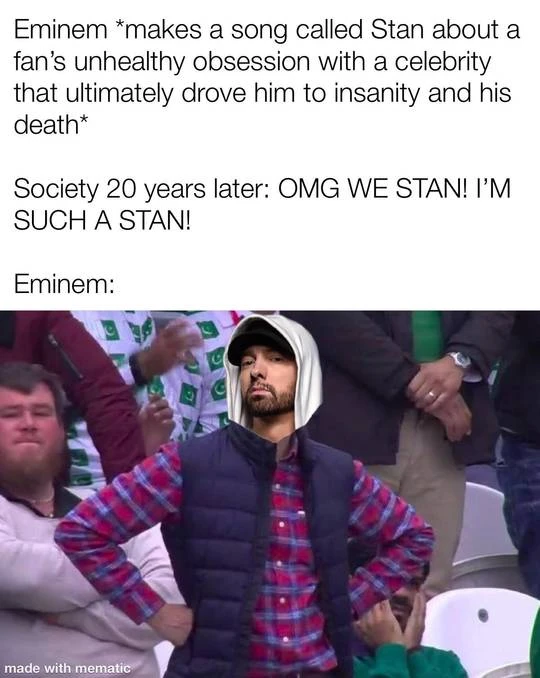 Eminem *makes a song called Stan about a
fan’s unhealthy obsession with a celebrity
that ultimately drove him to insanity and his
death*
Society 20 years later: OMG WE STAN! I’M
SUCH A STAN!
Eminem:
made with mematic